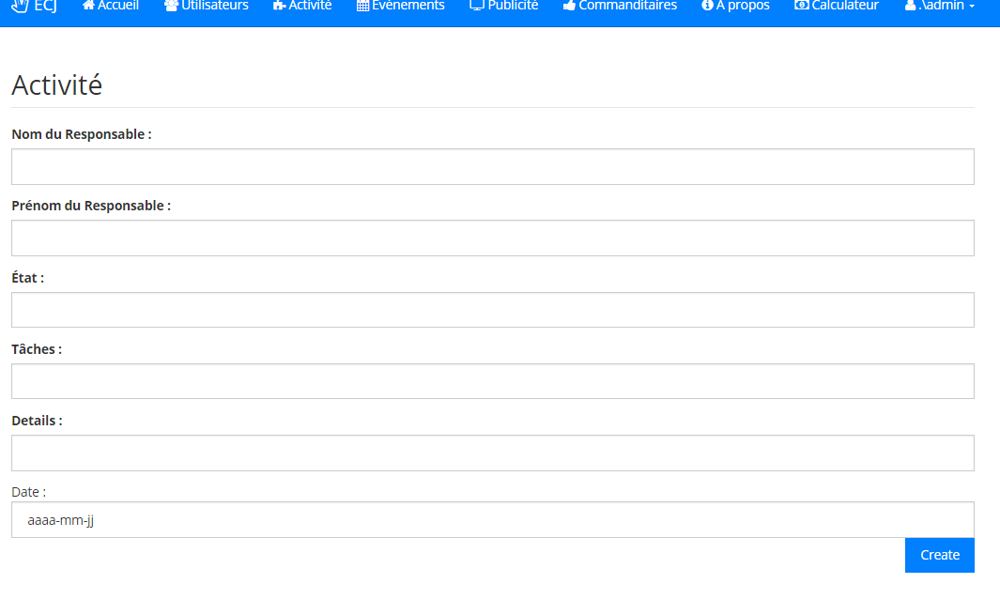 ECJ Accueil Utilisateurs Activité Evénements Publicité Commanditaires A propos Calculateur .\admin
Activité
Nom du Responsable :
Prénom du Responsable :
État :
Tâches :
Details :
Date :
aaaa-mm-jj
Create